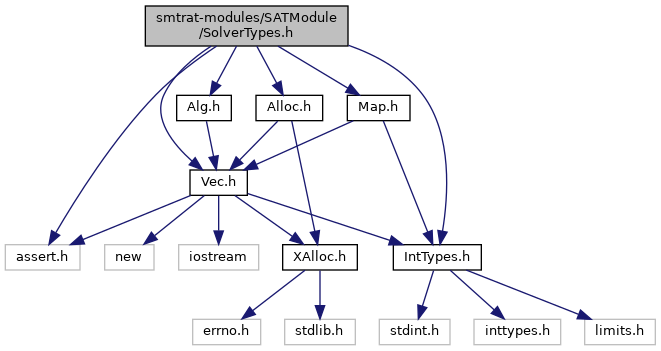 smtrat-modules/SATModule
/SolverTypes.h
Alg.h
Alloc.h
Map.h
Vec.h
assert.h
new
iostream
XAlloc.h
IntTypes.h
errno.h
stdlib.h
stdint.h
inttypes.h
limits.h